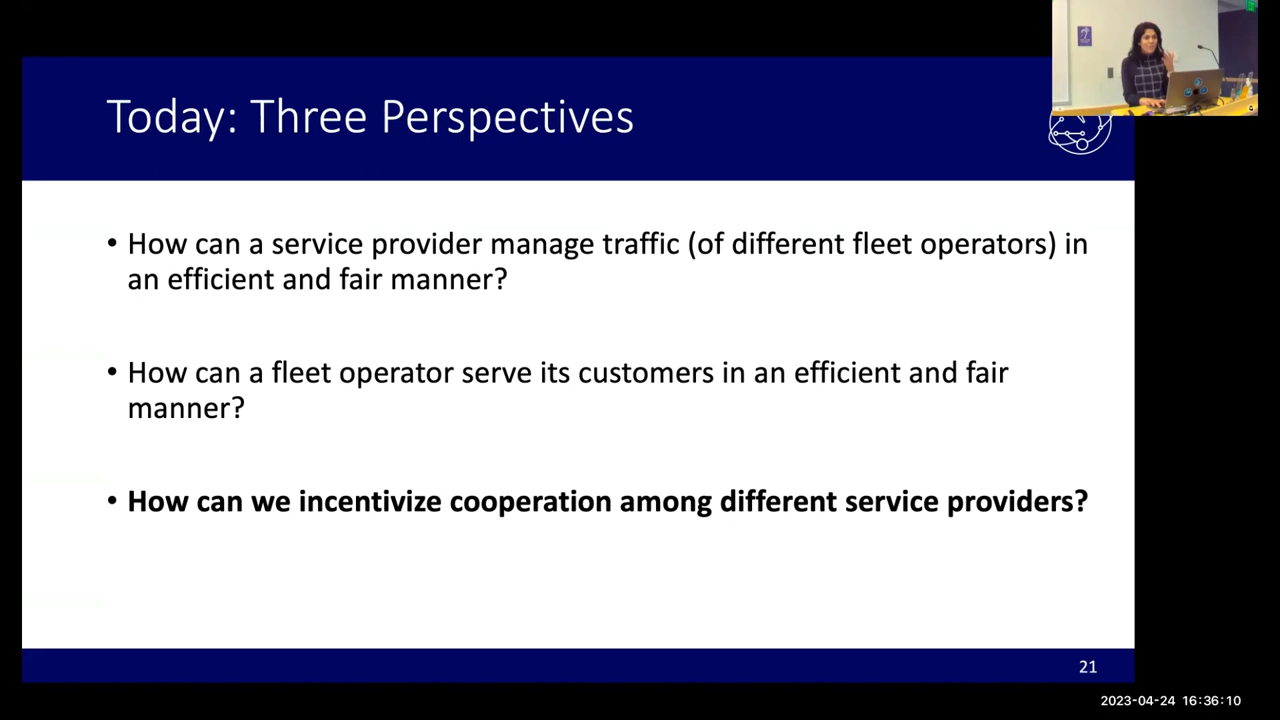 Today: Three Perspectives
• How can a service provider manage traffic (of different fleet operators) in
an efficient and fair manner?
• How can a fleet operator serve its customers in an efficient and fair
manner?
• How can we incentivize cooperation among different service providers?
21
2023-04-24 16:36:10